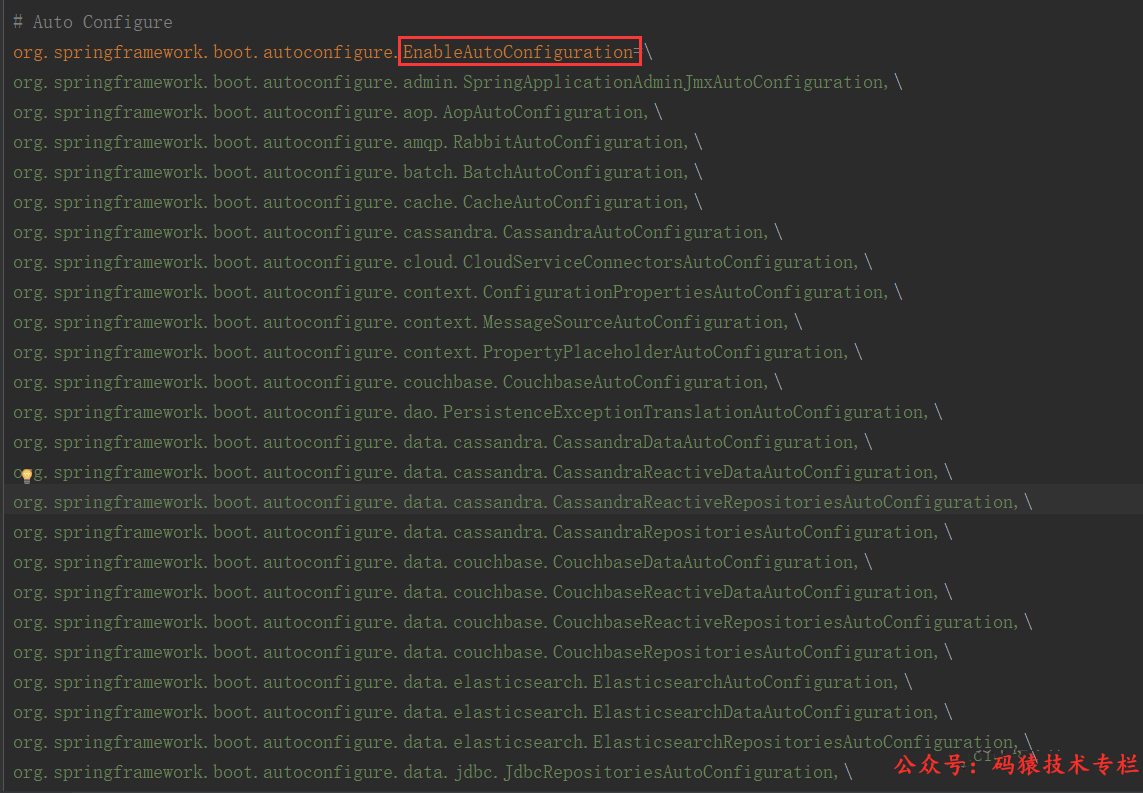 # Auto Configure
org.springframework.boot.autoconfigure.EnableAutoConfiguration=\
org.springframework.boot.autoconfigure.admin.SpringApplicationAdminJmxAutoConfiguration,\
org.springframework.boot.autoconfigure.aop.AopAutoConfiguration,\
org.springframework.boot.autoconfigure.amqp.RabbitAutoConfiguration,\
org.springframework.boot.autoconfigure.batch.BatchAutoConfiguration,\
org.springframework.boot.autoconfigure.cache.CacheAutoConfiguration,\
org.springframework.boot.autoconfigure.cassandra.CassandraAutoConfiguration,\
org.springframework.boot.autoconfigure.cloud.CloudServiceConnectorsAutoConfiguration,\
org.springframework.boot.autoconfigure.context.ConfigurationPropertiesAutoConfiguration,\
org.springframework.boot.autoconfigure.context.MessageSourceAutoConfiguration,\
org.springframework.boot.autoconfigure.context.PropertyPlaceholderAutoConfiguration,\
org.springframework.boot.autoconfigure.couchbase.CouchbaseAutoConfiguration,\
org.springframework.boot.autoconfigure.dao.PersistenceExceptionTranslationAutoConfiguration,\
org.springframework.boot.autoconfigure.data.cassandra.CassandraDataAutoConfiguration,\
org.springframework.boot.autoconfigure.data.cassandra.CassandraReactiveDataAutoConfiguration,\
org.springframework.boot.autoconfigure.data.cassandra.CassandraReactiveRepositoriesAutoConfiguration,\
org.springframework.boot.autoconfigure.data.cassandra.CassandraRepositoriesAutoConfiguration,\
org.springframework.boot.autoconfigure.data.couchbase.CouchbaseDataAutoConfiguration,\
org.springframework.boot.autoconfigure.data.couchbase.CouchbaseReactiveDataAutoConfiguration,\
org.springframework.boot.autoconfigure.data.couchbase.CouchbaseReactiveRepositoriesAutoConfiguration,\
org.springframework.boot.autoconfigure.data.couchbase.CouchbaseRepositoriesAutoConfiguration,\
org.springframework.boot.autoconfigure.data.elasticsearch.ElasticsearchAutoConfiguration,\
org.springframework.boot.autoconfigure.data.elasticsearch.ElasticsearchDataAutoConfiguration,\
org.springframework.boot.autoconfigure.data.elasticsearch.ElasticsearchRepositoriesAutoConfiguration,\
org.springframework.boot.autoconfigure.data.jdbc.JdbcRepositoriesAutoConfiguration,\
公众号：码猿技术专栏